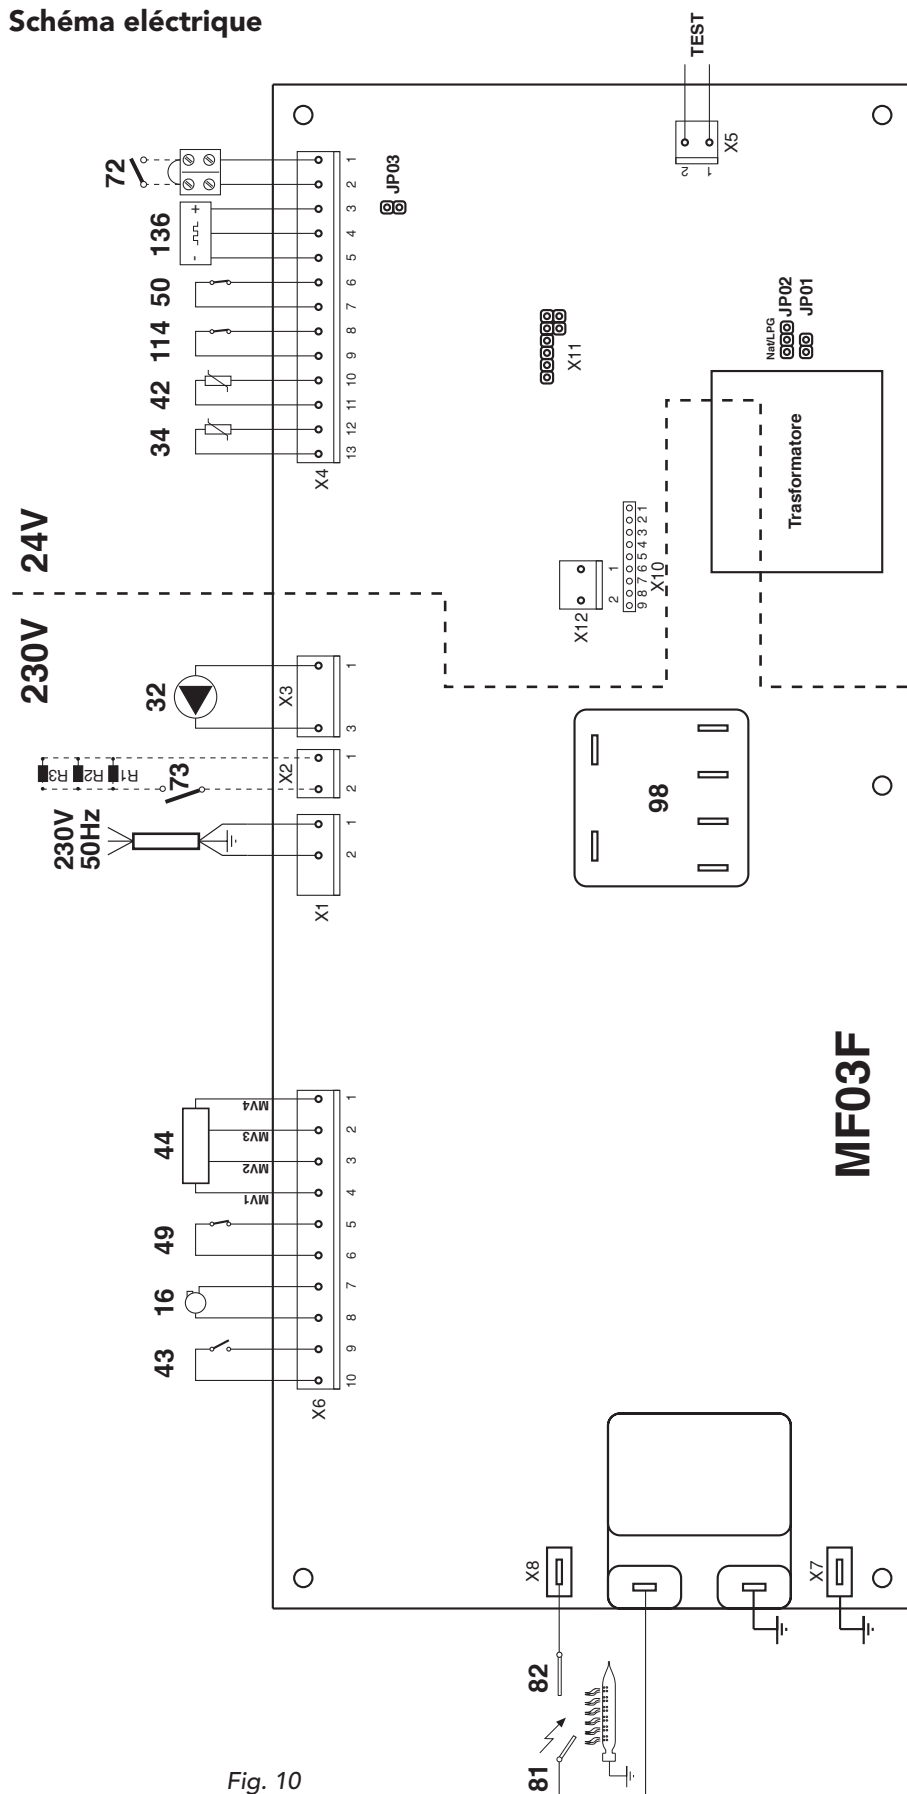 Schéma eléctrique
TEST
X5
2
1
72
136
+
-
50
114
42
34
1
2
3
4
5
6
7
8
9
10
11
12
13
X4
JP03
X11
Nat/LPG
JP02
JP01
Trasformatore
24V
230V
X12
2
1
9 8 7 6 5 4 3 2 1
X10
32
X3
1
3
R3
R2
R1
73
X2
1
2
230V
50Hz
1
2
X1
98
MF03F
44
MV4
MV3
MV2
MV1
49
16
43
1
2
3
4
5
6
7
8
9
10
X6
X8
X7
82
81
Fig. 10